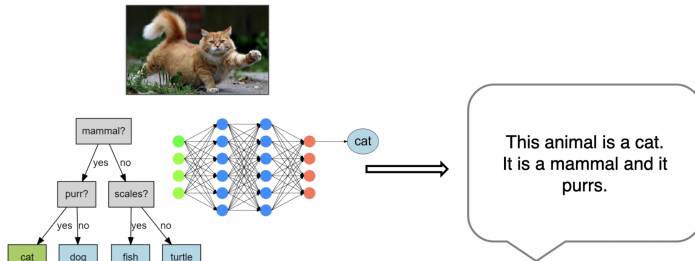 mammal?
yes
no
purr?
scales?
yes
no
yes
no
cat
dog
fish
turtle
cat
This animal is a cat.
It is a mammal and it
purrs.